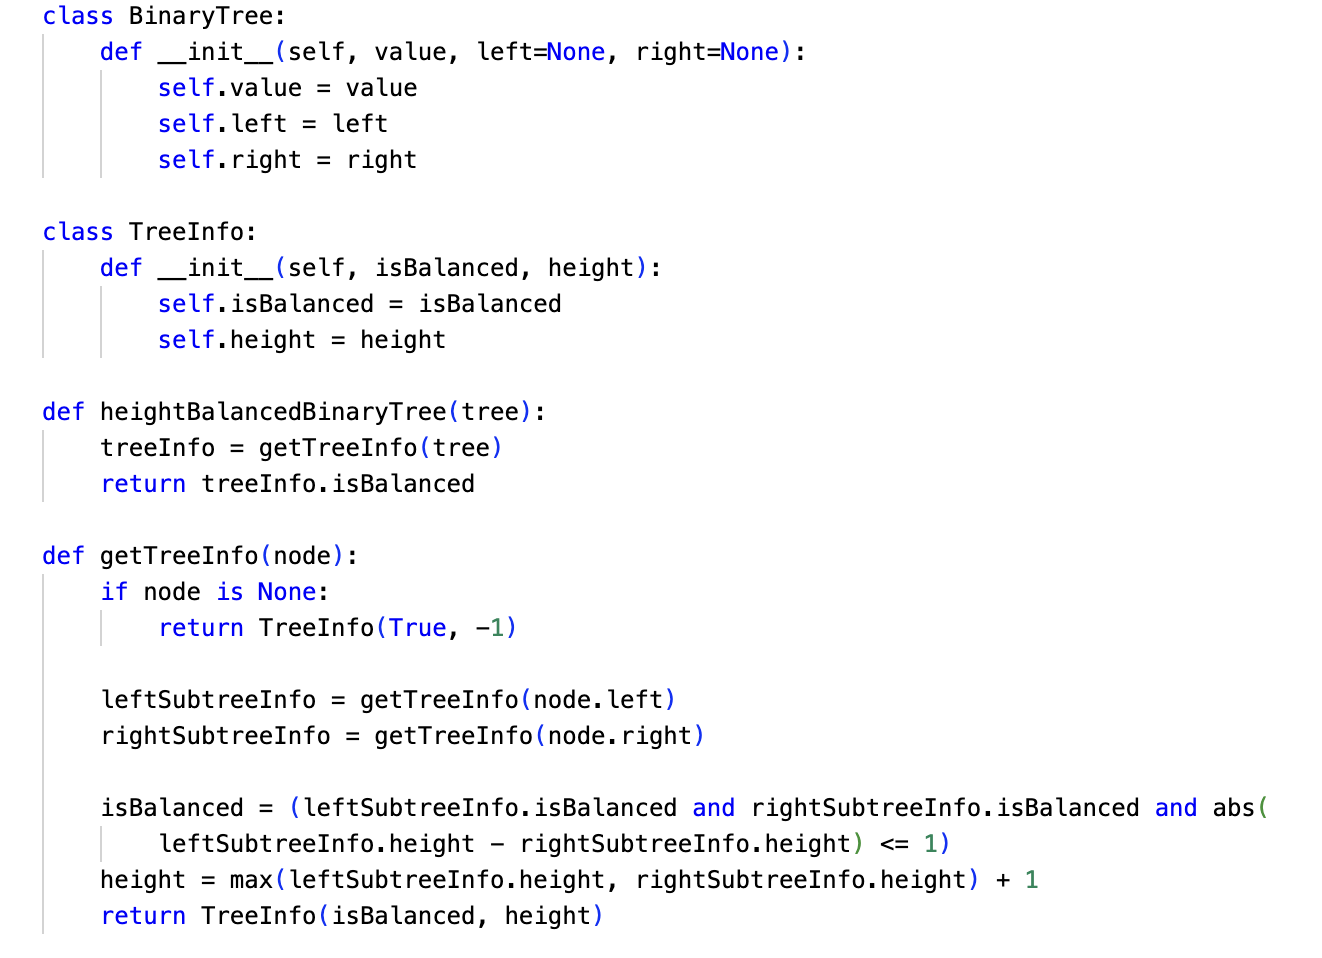 class BinaryTree:
    def __init__(self, value, left=None, right=None):
        self.value = value
        self.left = left
        self.right = right

class TreeInfo:
    def __init__(self, isBalanced, height):
        self.isBalanced = isBalanced
        self.height = height

def heightBalancedBinaryTree(tree):
    treeInfo = getTreeInfo(tree)
    return treeInfo.isBalanced

def getTreeInfo(node):
    if node is None:
        return TreeInfo(True, -1)

    leftSubtreeInfo = getTreeInfo(node.left)
    rightSubtreeInfo = getTreeInfo(node.right)

    isBalanced = (leftSubtreeInfo.isBalanced and rightSubtreeInfo.isBalanced and abs(
        leftSubtreeInfo.height - rightSubtreeInfo.height) <= 1)
    height = max(leftSubtreeInfo.height, rightSubtreeInfo.height) + 1
    return TreeInfo(isBalanced, height)